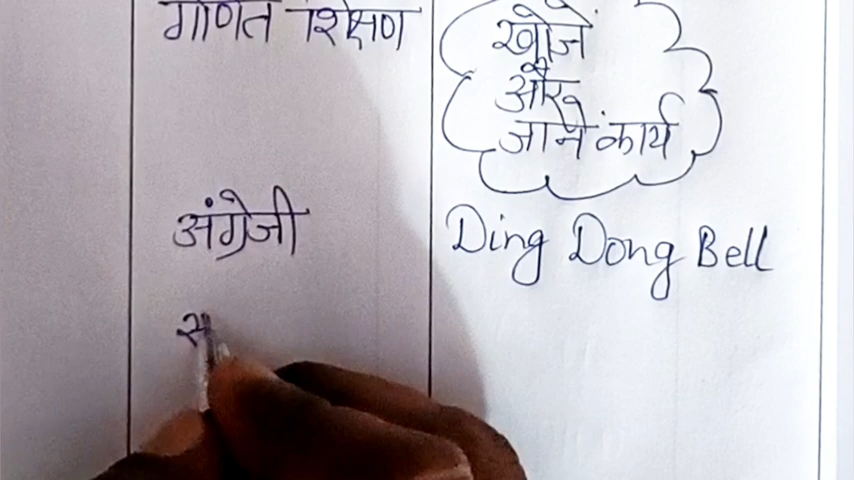 गणित शिक्षण
खोजें
और
जाने कार्य
अंग्रेजी
Ding Dong Bell
स